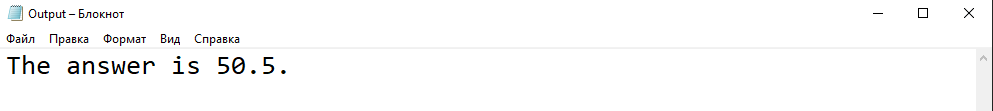 Output – Блокнот
Файл Правка Формат Вид Справка
The answer is 50.5.